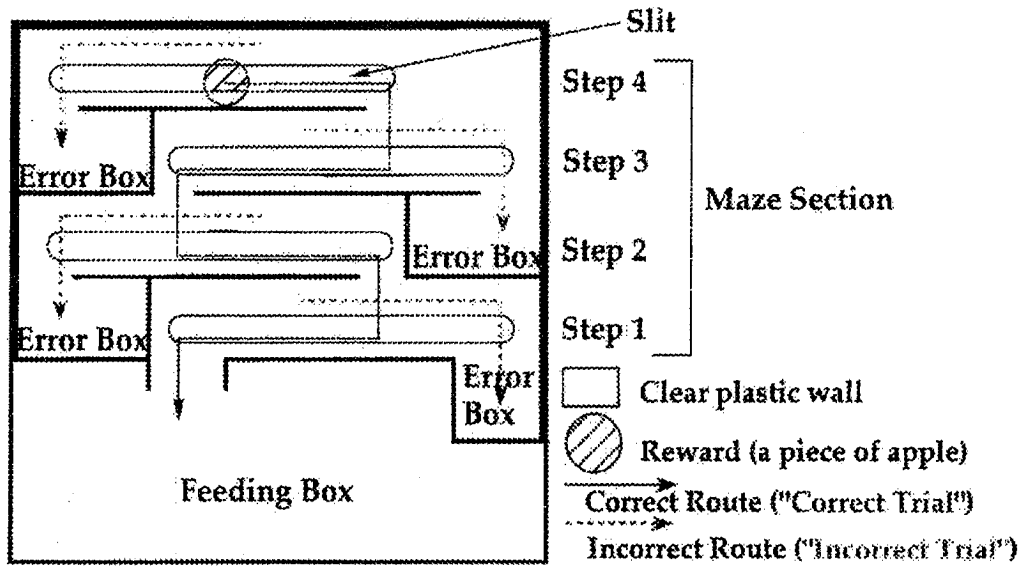 Slit
Step 4
Error Box
Step 3
Maze Section
Error Box
Step 2
Error Box
Step 1
Error
Box
Feeding Box
Clear plastic wall
Reward (a piece of apple)
Correct Route ("Correct Trial")
Incorrect Route ("Incorrect Trial")